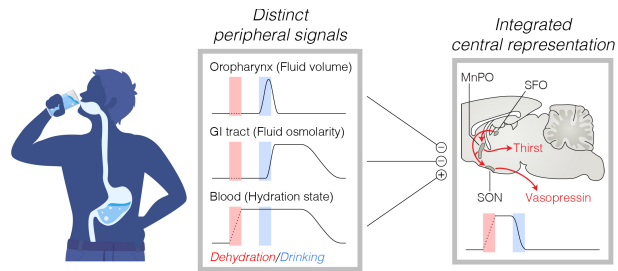 Distinct
peripheral signals
Oropharynx (Fluid volume)
GI tract (Fluid osmolarity)
Blood (Hydration state)
Dehydration/Drinking
−
−
+
Integrated
central representation
MnPO
SFO
Thirst
SON
Vasopressin